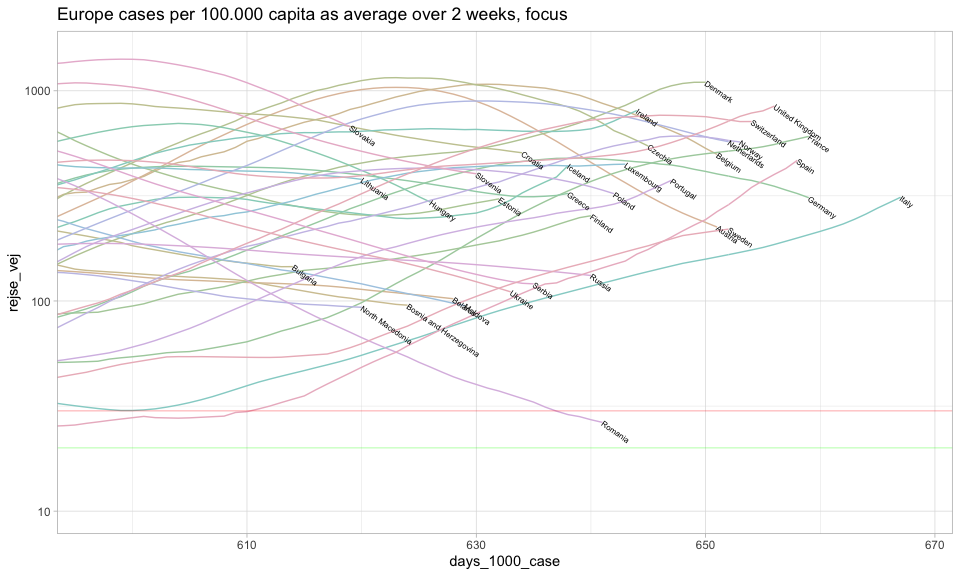 Europe cases per 100.000 capita as average over 2 weeks, focus
rejse_vej
1000
100
10
Denmark
United Kingdom
Ireland
Switzerland
France
Slovakia
Norway
Netherlands
Czechia
Croatia
Belgium
Spain
Iceland
Luxembourg
Slovenia
Portugal
Lithuania
Hungary
Estonia
Greece
Poland
Germany
Italy
Finland
Austria
Sweden
Bulgaria
Russia
Serbia
Ukraine
Belarus
Moldova
Bosnia and Herzegovina
North Macedonia
Romania
610
630
650
670
days_1000_case